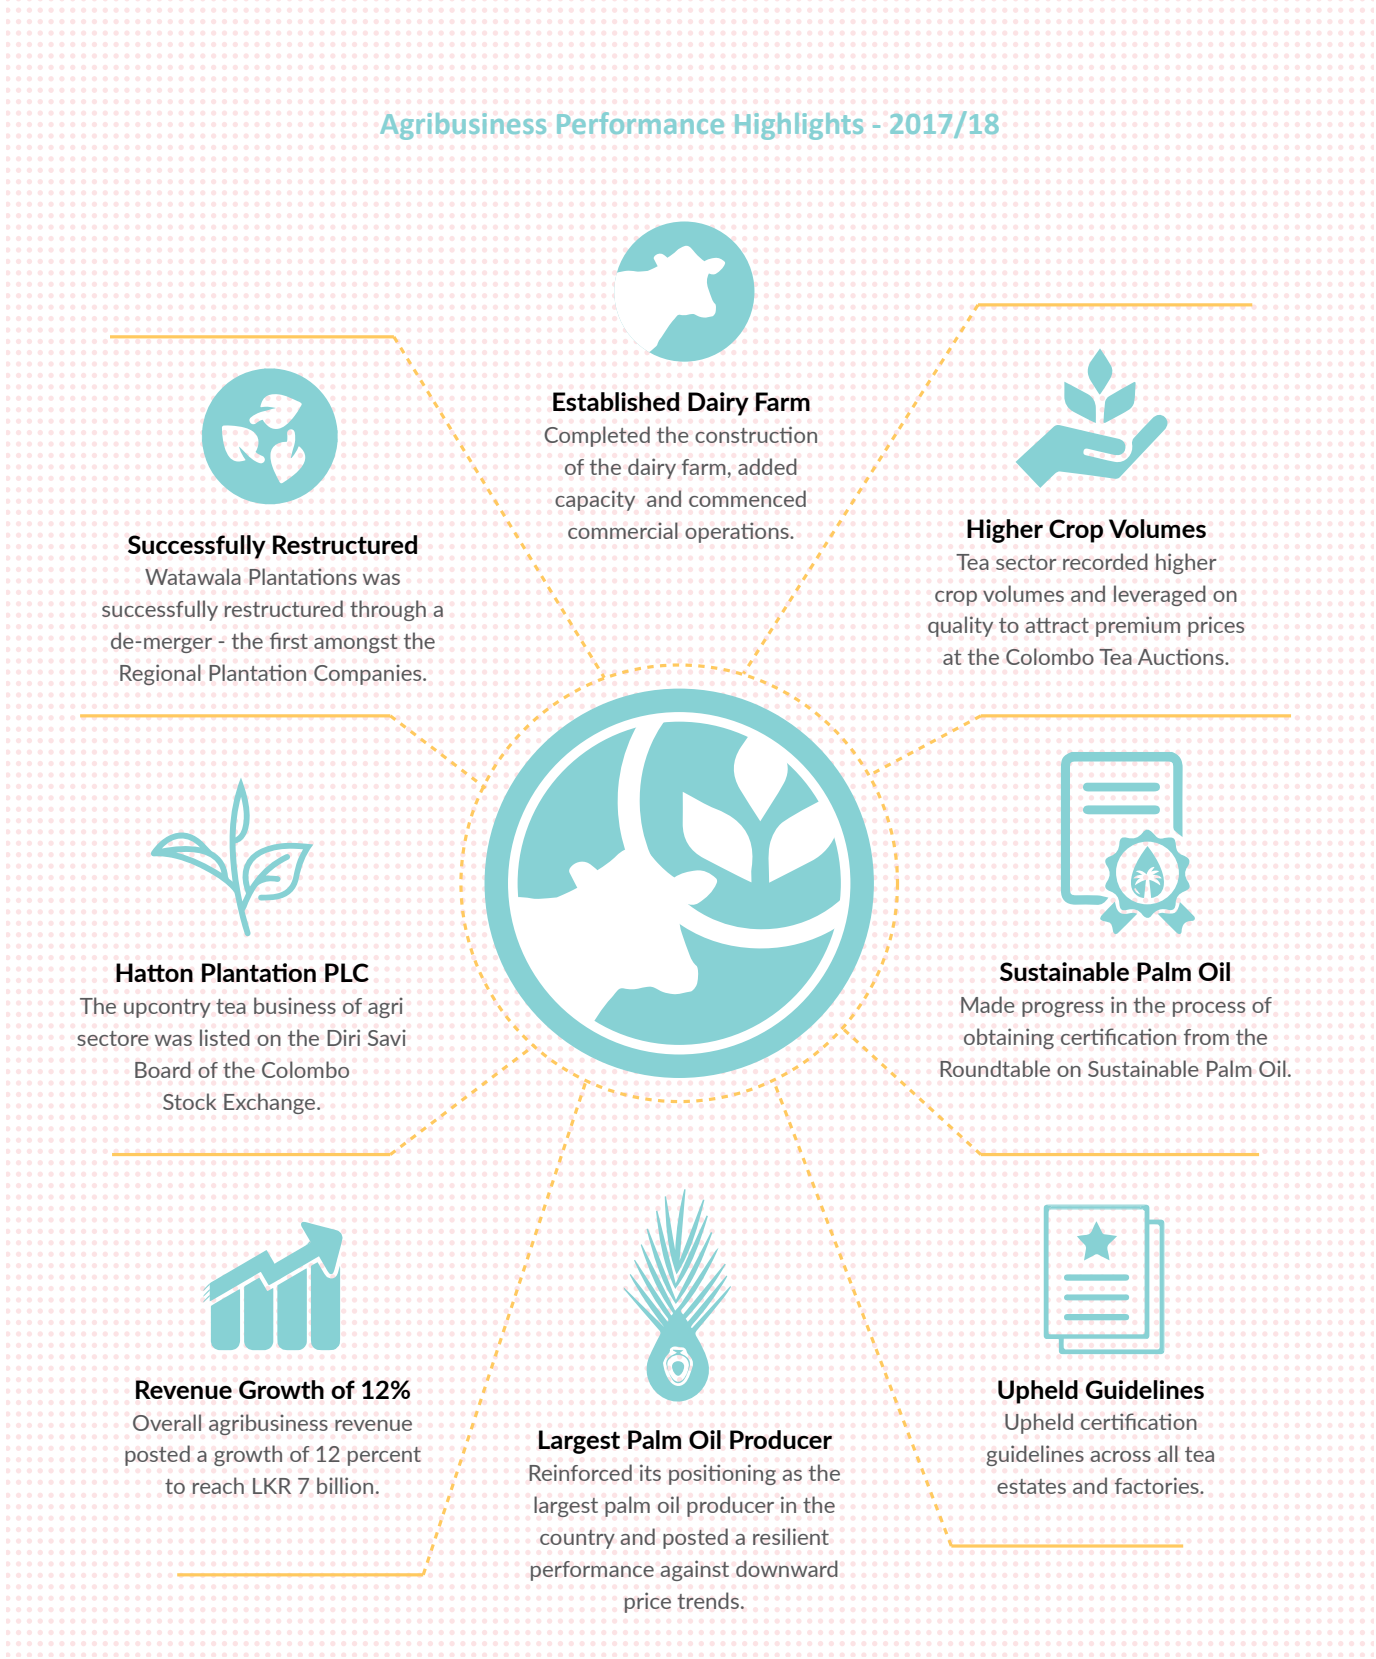 Agribusiness Performance Highlights - 2017/18
Established Dairy Farm
Completed the construction
of the dairy farm, added
capacity and commenced
commercial operations.
Successfully Restructured
Watawala Plantations was
successfully restructured through a
de-merger - the first amongst the
Regional Plantation Companies.
Higher Crop Volumes
Tea sector recorded higher
crop volumes and leveraged on
quality to attract premium prices
at the Colombo Tea Auctions.
Hatton Plantation PLC
The upcontry tea business of agri
sectore was listed on the Diri Savi
Board of the Colombo
Stock Exchange.
Sustainable Palm Oil
Made progress in the process of
obtaining certification from the
Roundtable on Sustainable Palm Oil.
Revenue Growth of 12%
Overall agribusiness revenue
posted a growth of 12 percent
to reach LKR 7 billion.
Largest Palm Oil Producer
Reinforced its positioning as the
largest palm oil producer in the
country and posted a resilient
performance against downward
price trends.
Upheld Guidelines
Upheld certification
guidelines across all tea
estates and factories.